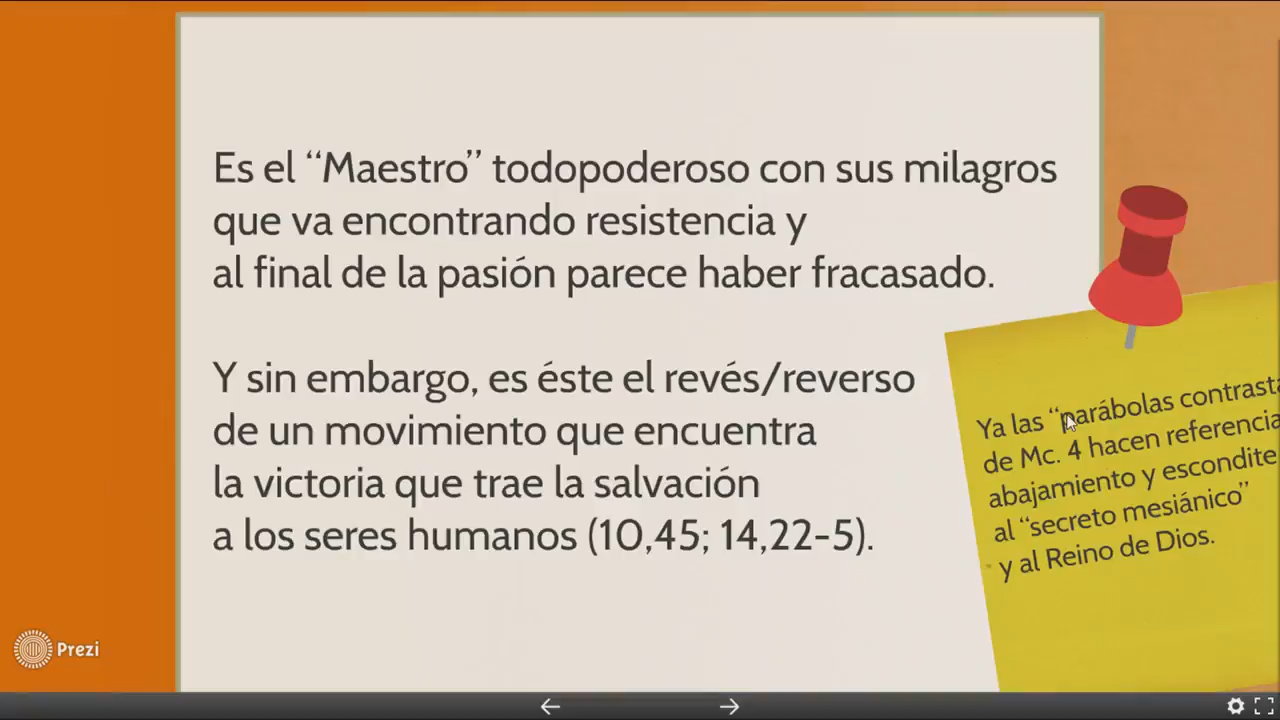 Es el “Maestro” todopoderoso con sus milagros
que va encontrando resistencia y
al final de la pasión parece haber fracasado.
Y sin embargo, es éste el revés/reverso
de un movimiento que encuentra
la victoria que trae la salvación
a los seres humanos (10,45; 14,22-5).
Ya las “parábolas
de Mc. 4 hacen referencia
abajamiento y escondite
al “secreto mesiánico”
y al Reino de Dios.
Prezi